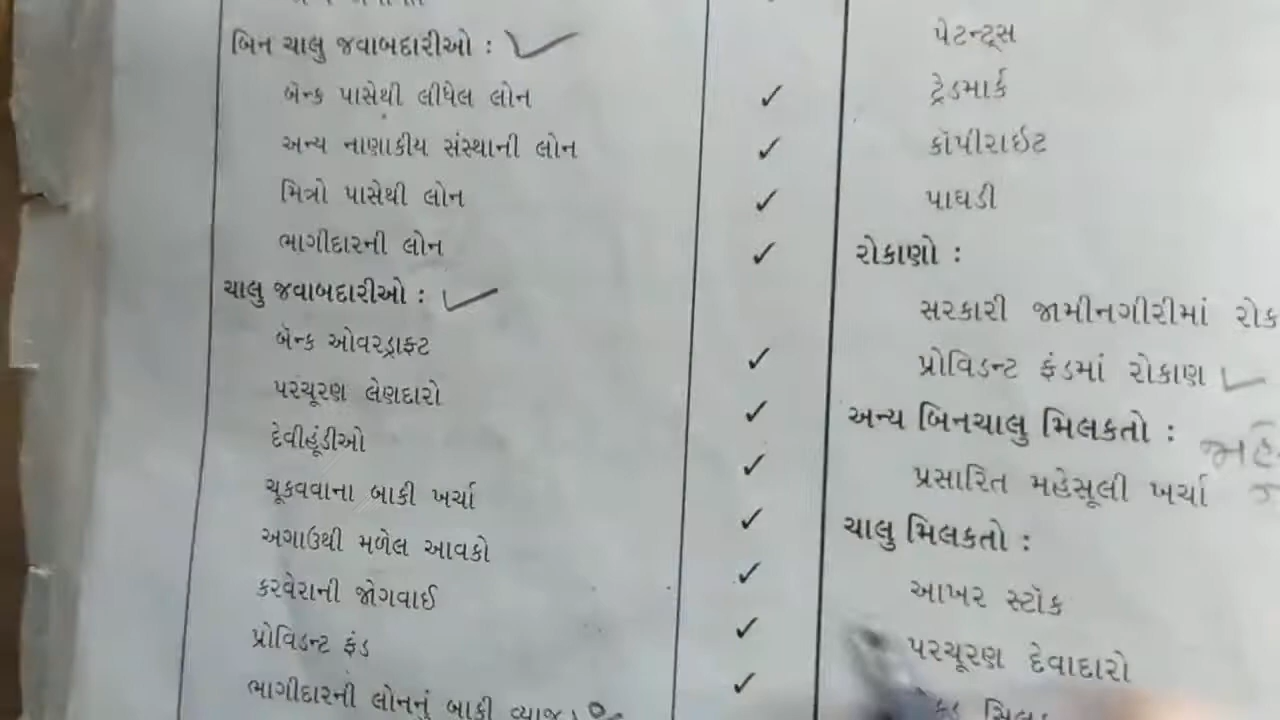 બિન ચાલુ જવાબદારીઓ :
બૅન્ક પાસેથી લીધેલ લોન
અન્ય નાણાકીય સંસ્થાની લોન
મિત્રો પાસેથી લોન
ભાગીદારની લોન
ચાલુ જવાબદારીઓ :
બૅન્ક ઓવરડ્રાફ્ટ
પરચૂરણ લેણદારો
દેવીહૂંડીઓ
ચૂકવવાના બાકી ખર્ચા
અગાઉથી મળેલ આવકો
કરવેરાની જોગવાઈ
પ્રોવિડન્ટ ફંડ
ભાગીદારની લોનનું બાકી વ્યાજ
પેટન્ટ્સ
ટ્રેડમાર્ક
કૉપીરાઈટ
પાઘડી
રોકાણો :
સરકારી જામીનગીરીમાં
પ્રોવિડન્ટ ફંડમાં રોકાણ
અન્ય બિનચાલુ મિલકતો :
પ્રસારિત મહેસૂલી ખર્ચા
ચાલુ મિલકતો :
આખર સ્ટૉક
પરચૂરણ દેવાદારો